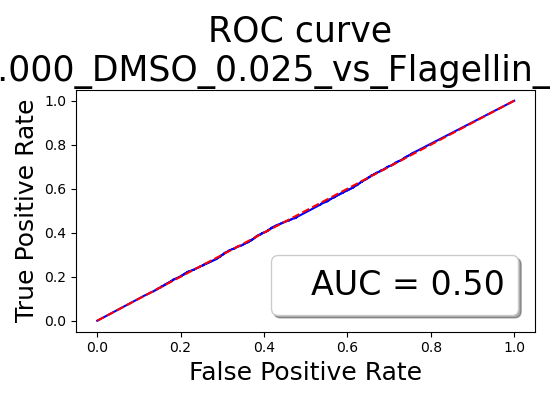 ROC curve
.000_DMSO_0.025_vs_Flagellin_
True Positive Rate
1.0
0.8
0.6
0.4
0.2
0.0
AUC = 0.50
0.0 0.2 0.4 0.6 0.8 1.0
False Positive Rate